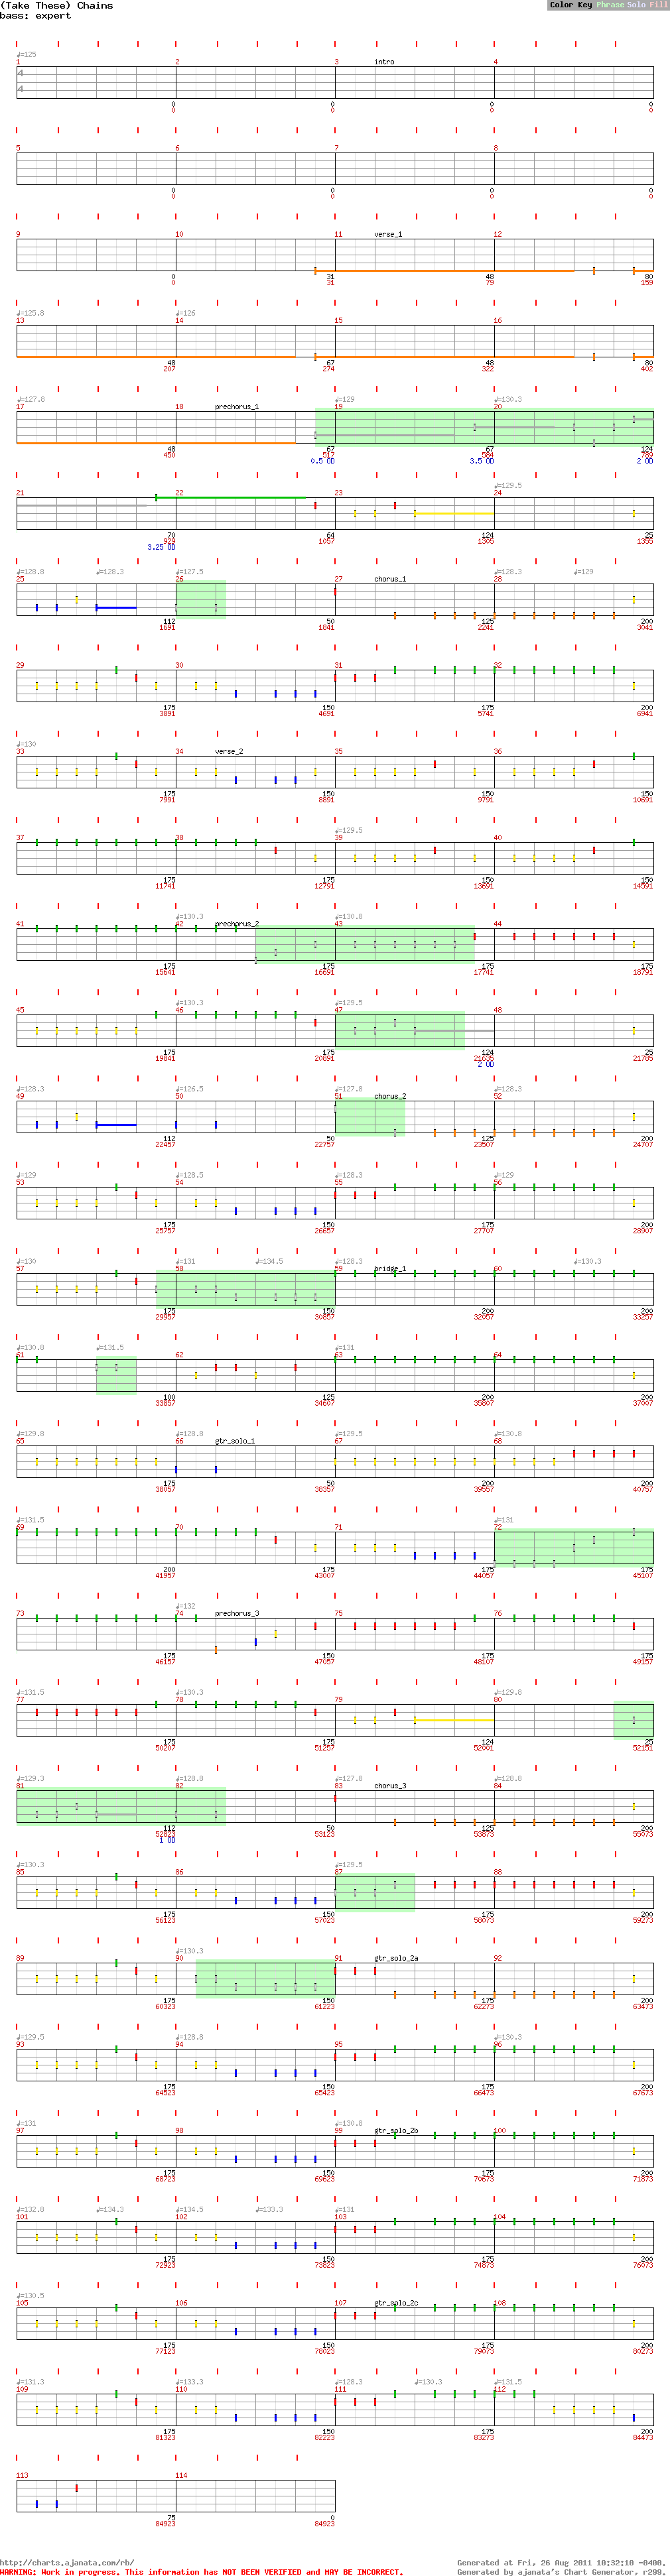 (Take These) Chains
bass: expert
Color Key Phrase Solo Fill
♩=125
1 2 3 intro 4
4
4
0 0 0 0
0 0 0 0
5 6 7 8
0 0 0 0
0 0 0 0
9 10 11 verse_1 12
0 31 48 80
0 31 79 159
♩=125.8 ♩=126
13 14 15 16
48 67 48 80
207 274 322 402
♩=127.8 ♩=129 ♩=130.3
17 18 prechorus_1 19 20
48 67 67 124
450 517 584 789
0.5 OD 3.5 OD 2 OD
♩=129.5
21 22 23 24
70 64 124 25
929 1057 1305 1355
3.25 OD
♩=128.8 ♩=128.3 ♩=127.5 ♩=128.3 ♩=129
25 26 27 chorus_1 28
112 50 125 200
1691 1841 2241 3041
29 30 31 32
175 150 175 200
3891 4691 5741 6941
♩=130
33 34 verse_2 35 36
175 150 150 150
7991 8891 9791 10691
♩=129.5
37 38 39 40
175 175 150 150
11741 12791 13691 14591
♩=130.3 ♩=130.8
41 42 prechorus_2 43 44
175 175 175 175
15641 16691 17741 18791
♩=130.3 ♩=129.5
45 46 47 48
175 175 124 25
19841 20891 21635 21785
2 OD
♩=128.3 ♩=126.5 ♩=127.8 ♩=128.3
49 50 51 chorus_2 52
112 50 125 200
22457 22757 23507 24707
♩=129 ♩=128.5 ♩=128.3 ♩=129
53 54 55 56
175 150 175 200
25757 26657 27707 28907
♩=130 ♩=131 ♩=134.5 ♩=128.3 ♩=130.3
57 58 59 bridge_1 60
175 150 200 200
29957 30857 32057 33257
♩=130.8 ♩=131.5 ♩=131
61 62 63 64
100 125 200 200
33857 34607 35807 37007
♩=129.8 ♩=128.8 ♩=129.5 ♩=130.8
65 66 gtr_solo_1 67 68
175 50 200 200
38057 38357 39557 40757
♩=131.5 ♩=131
69 70 71 72
200 175 175 175
41957 43007 44057 45107
♩=132
73 74 prechorus_3 75 76
175 150 175 175
46157 47057 48107 49157
♩=131.5 ♩=130.3 ♩=129.8
77 78 79 80
175 175 124 25
50207 51257 52001 52151
♩=129.3 ♩=128.8 ♩=127.8 ♩=128.8
81 82 83 chorus_3 84
112 50 125 200
52823 53123 53873 55073
1 OD
♩=130.3 ♩=129.5
85 86 87 88
175 150 175 200
56123 57023 58073 59273
♩=130.3
89 90 91 gtr_solo_2a 92
175 150 175 200
60323 61223 62273 63473
♩=129.5 ♩=128.8 ♩=130.3
93 94 95 96
175 150 175 200
64523 65423 66473 67673
♩=131 ♩=130.8
97 98 99 gtr_solo_2b 100
175 150 175 200
68723 69623 70673 71873
♩=132.8 ♩=134.3 ♩=134.5 ♩=133.3 ♩=131
101 102 103 104
175 150 175 200
72923 73823 74873 76073
♩=130.5
105 106 107 gtr_solo_2c 108
175 150 175 200
77123 78023 79073 80273
♩=131.3 ♩=133.3 ♩=128.3 ♩=130.3 ♩=131.5
109 110 111 112
175 150 175 200
81323 82223 83273 84473
113 114
75 0
84923 84923
http://charts.ajanata.com/rb/ Generated at Fri, 26 Aug 2011 10:32:10 -0400.
WARNING: Work in progress. This information has NOT BEEN VERIFIED and MAY BE INCORRECT. Generated by ajanata's Chart Generator, r299.